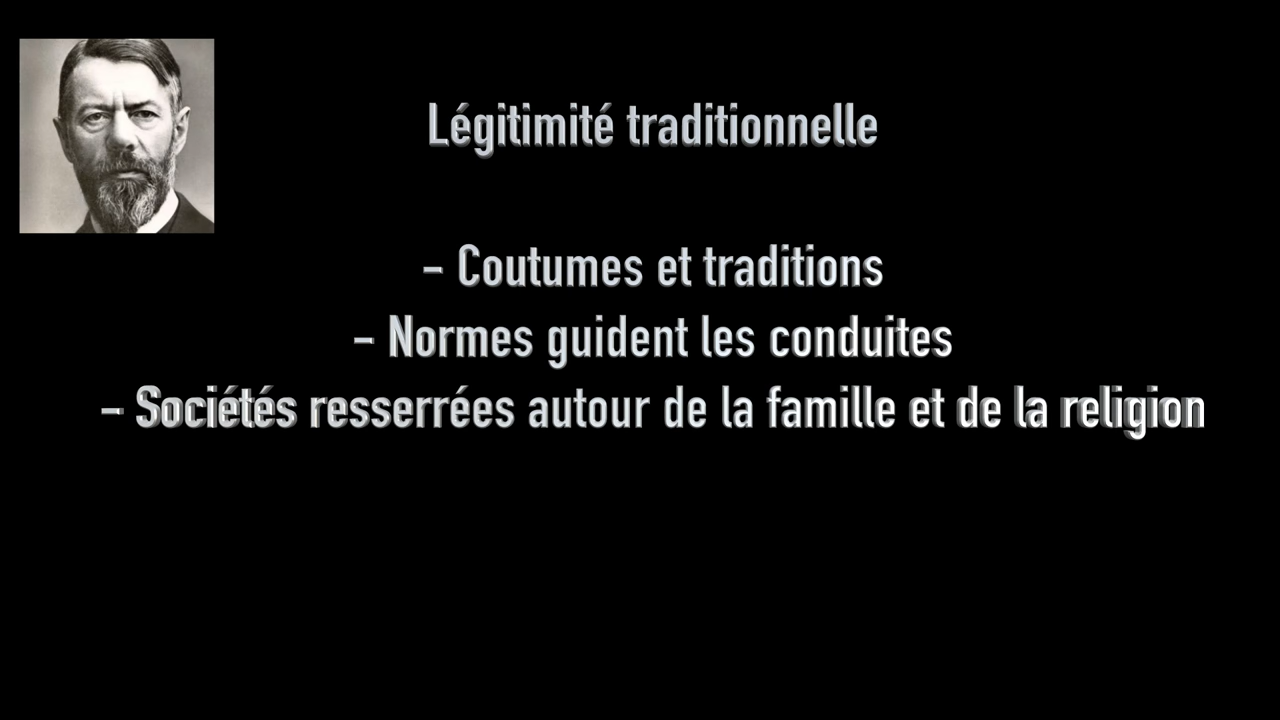 Légitimité traditionnelle
- Coutumes et traditions
- Normes guident les conduites
- Sociétés resserrées autour de la famille et de la religion